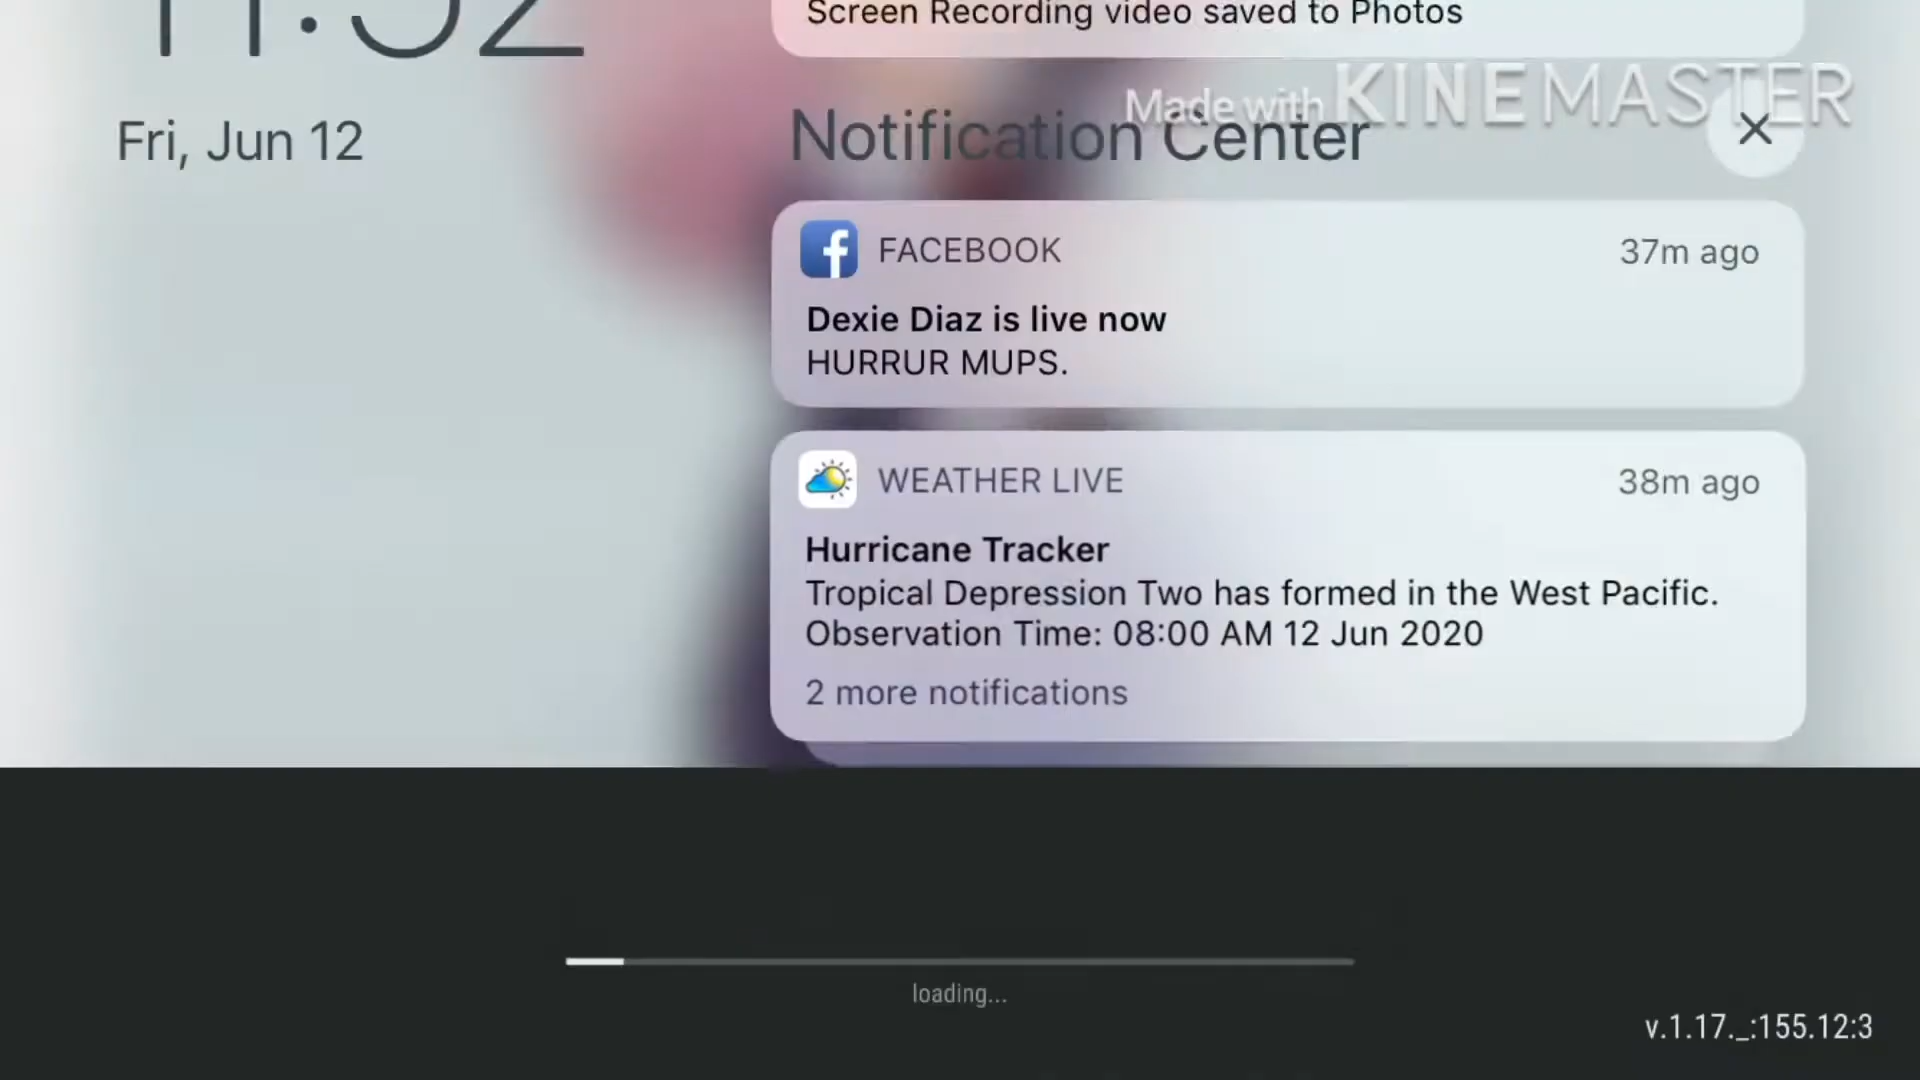 11:52
Fri, Jun 12
Screen Recording video saved to Photos
Made with KINEMASTER
Notification Center
FACEBOOK
37m ago
Dexie Diaz is live now
HURRUR MUPS.
WEATHER LIVE
38m ago
Hurricane Tracker
Tropical Depression Two has formed in the West Pacific.
Observation Time: 08:00 AM 12 Jun 2020
2 more notifications
loading...
v.1.17._:155.12:3